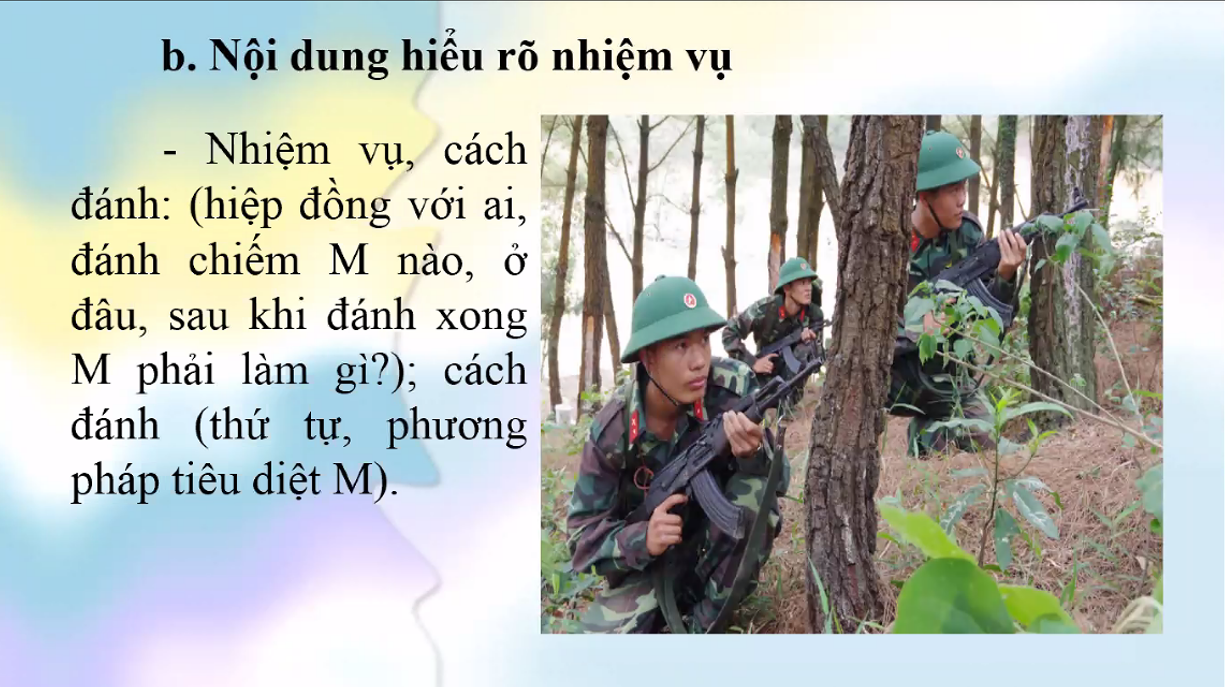 b. Nội dung hiểu rõ nhiệm vụ
- Nhiệm vụ, cách
đánh: (hiệp đồng với ai,
đánh chiếm M nào, ở
đâu, sau khi đánh xong
M phải làm gì?); cách
đánh (thứ tự, phương
pháp tiêu diệt M).